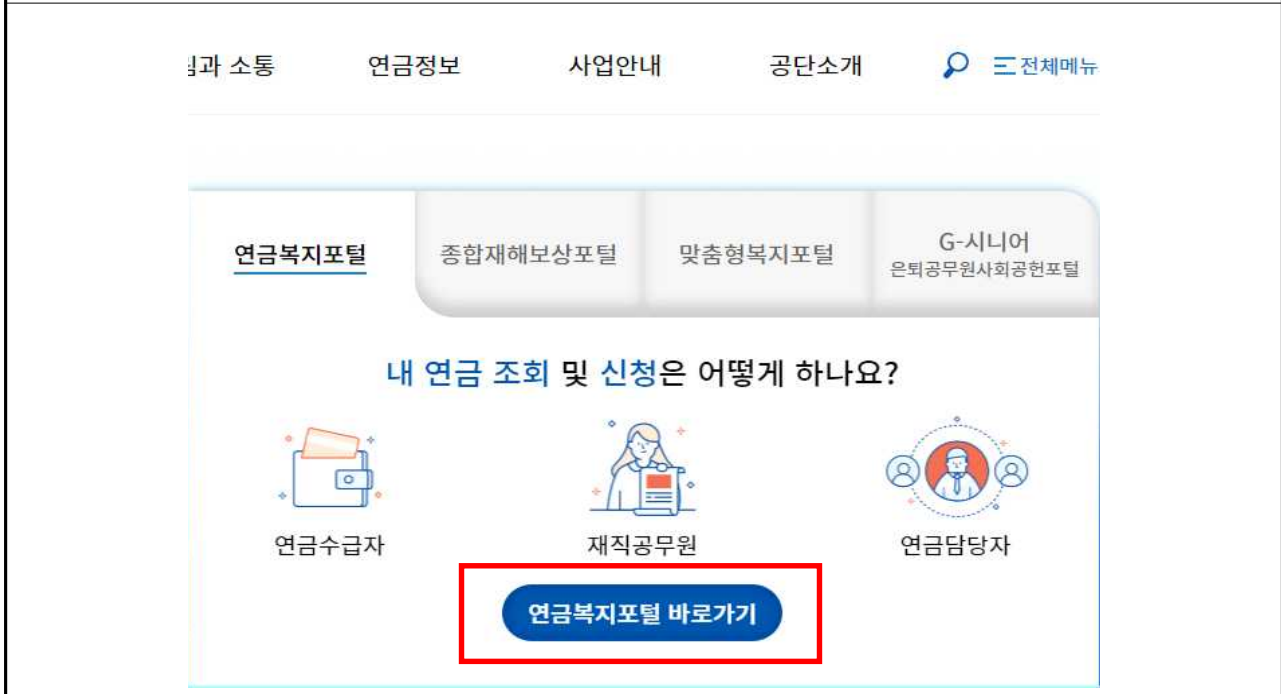 과 소통 연금정보 사업안내 공단소개 전체메뉴
연금복지포털 종합재해보상포털 맞춤형복지포털 G-시니어
은퇴공무원사회공헌포털
내 연금 조회 및 신청은 어떻게 하나요?
연금수급자 재직공무원 연금담당자
연금복지포털 바로가기